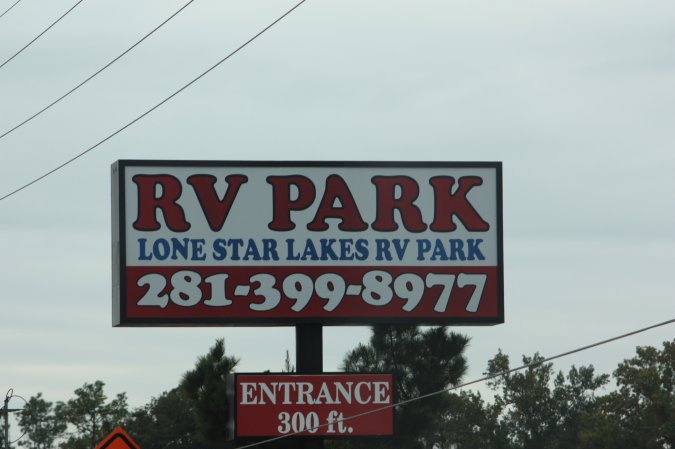 RV PARK
LONE STAR LAKES RV PARK
281-399-8977
ENTRANCE
300 ft.